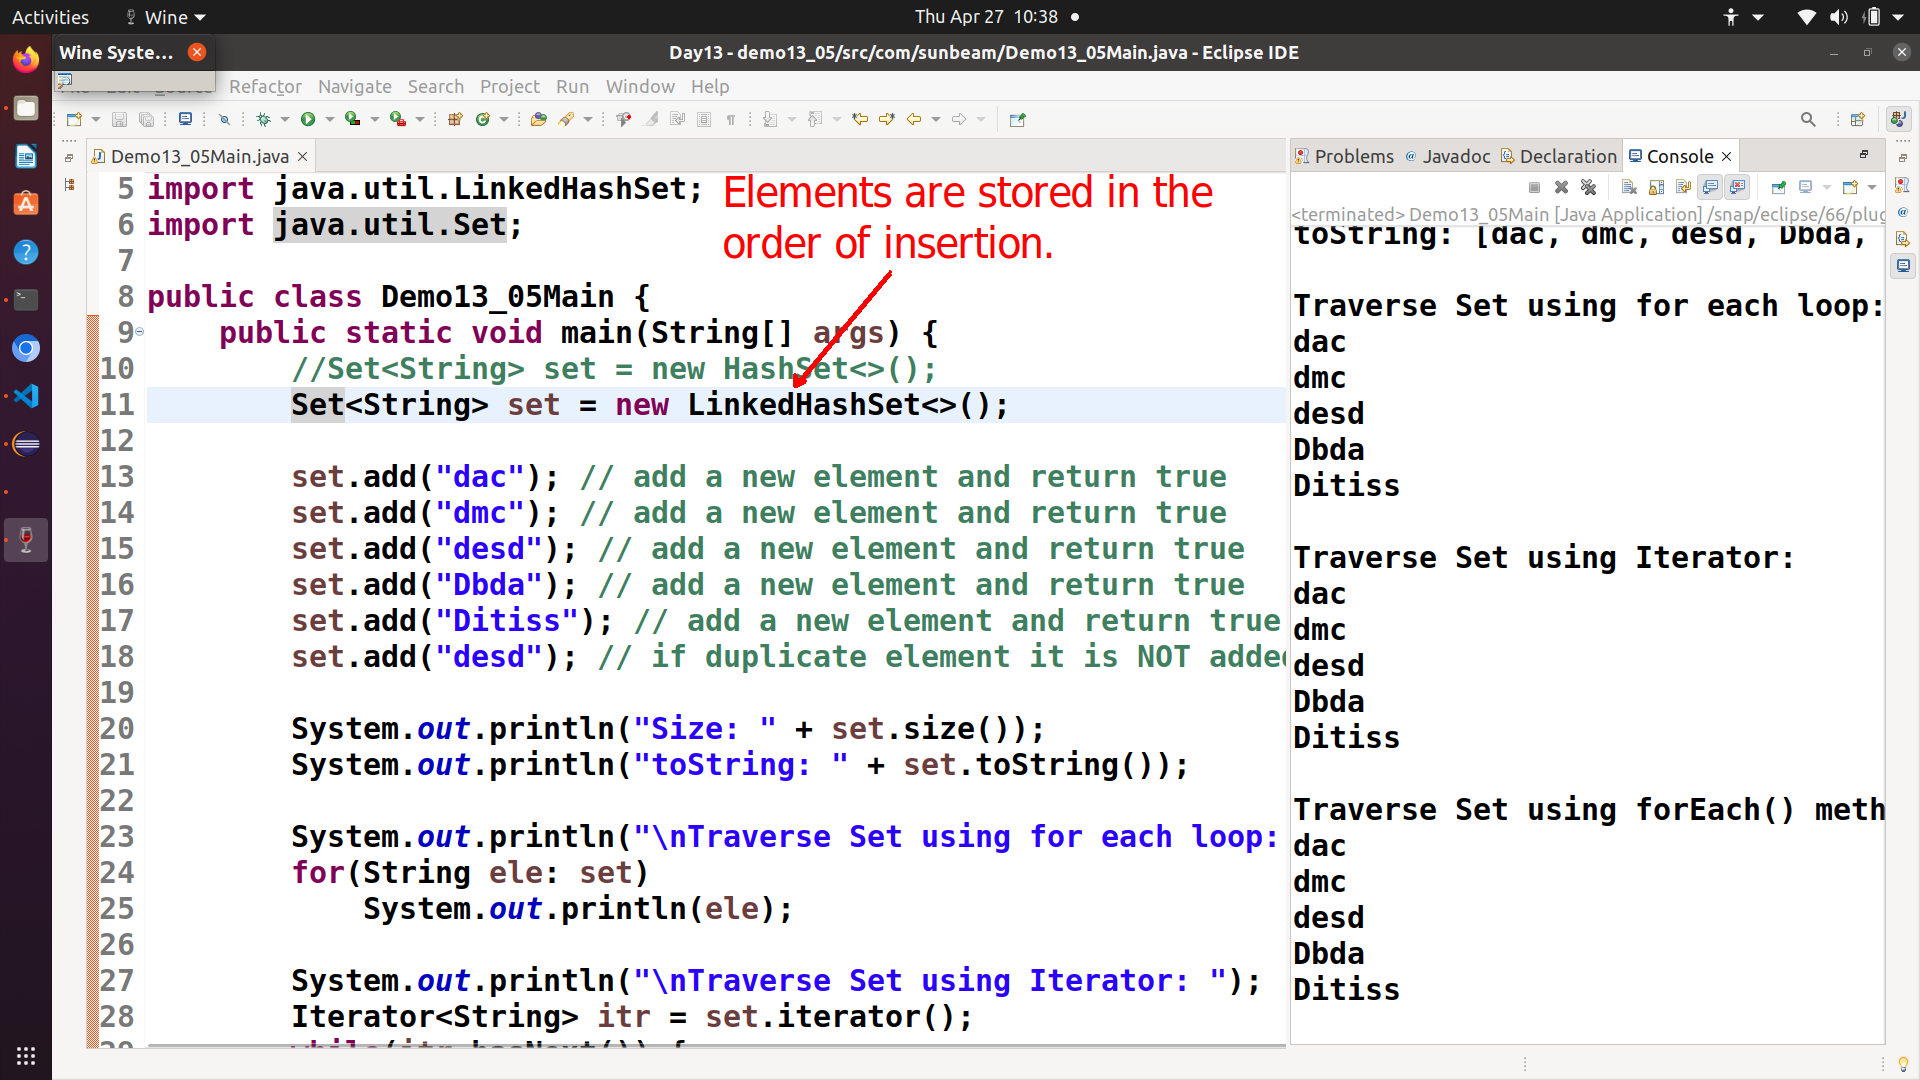 Activities
Wine
Thu Apr 27 10:38
Wine Syste...
Day13 - demo13_05/src/com/sunbeam/Demo13_05Main.java - Eclipse IDE
Refactor Navigate Search Project Run Window Help
Demo13_05Main.java
5 import java.util.LinkedHashSet;
6 import java.util.Set;
7
8 public class Demo13_05Main {
9 public static void main(String[] args) {
10 //Set<String> set = new HashSet<>();
11 Set<String> set = new LinkedHashSet<>();
12
13 set.add("dac"); // add a new element and return true
14 set.add("dmc"); // add a new element and return true
15 set.add("desd"); // add a new element and return true
16 set.add("Dbda"); // add a new element and return true
17 set.add("Ditiss"); // add a new element and return true
18 set.add("desd"); // if duplicate element it is NOT added
19
20 System.out.println("Size: " + set.size());
21 System.out.println("toString: " + set.toString());
22
23 System.out.println("\nTraverse Set using for each loop:
24 for(String ele: set)
25 System.out.println(ele);
26
27 System.out.println("\nTraverse Set using Iterator: ");
28 Iterator<String> itr = set.iterator();
29 while(itr.hasNext()) {
Elements are stored in the
order of insertion.
Problems Javadoc Declaration Console
<terminated> Demo13_05Main [Java Application] /snap/eclipse/66/plug
toString: [dac, dmc, desd, Dbda,
Traverse Set using for each loop:
dac
dmc
desd
Dbda
Ditiss
Traverse Set using Iterator:
dac
dmc
desd
Dbda
Ditiss
Traverse Set using forEach() meth
dac
dmc
desd
Dbda
Ditiss